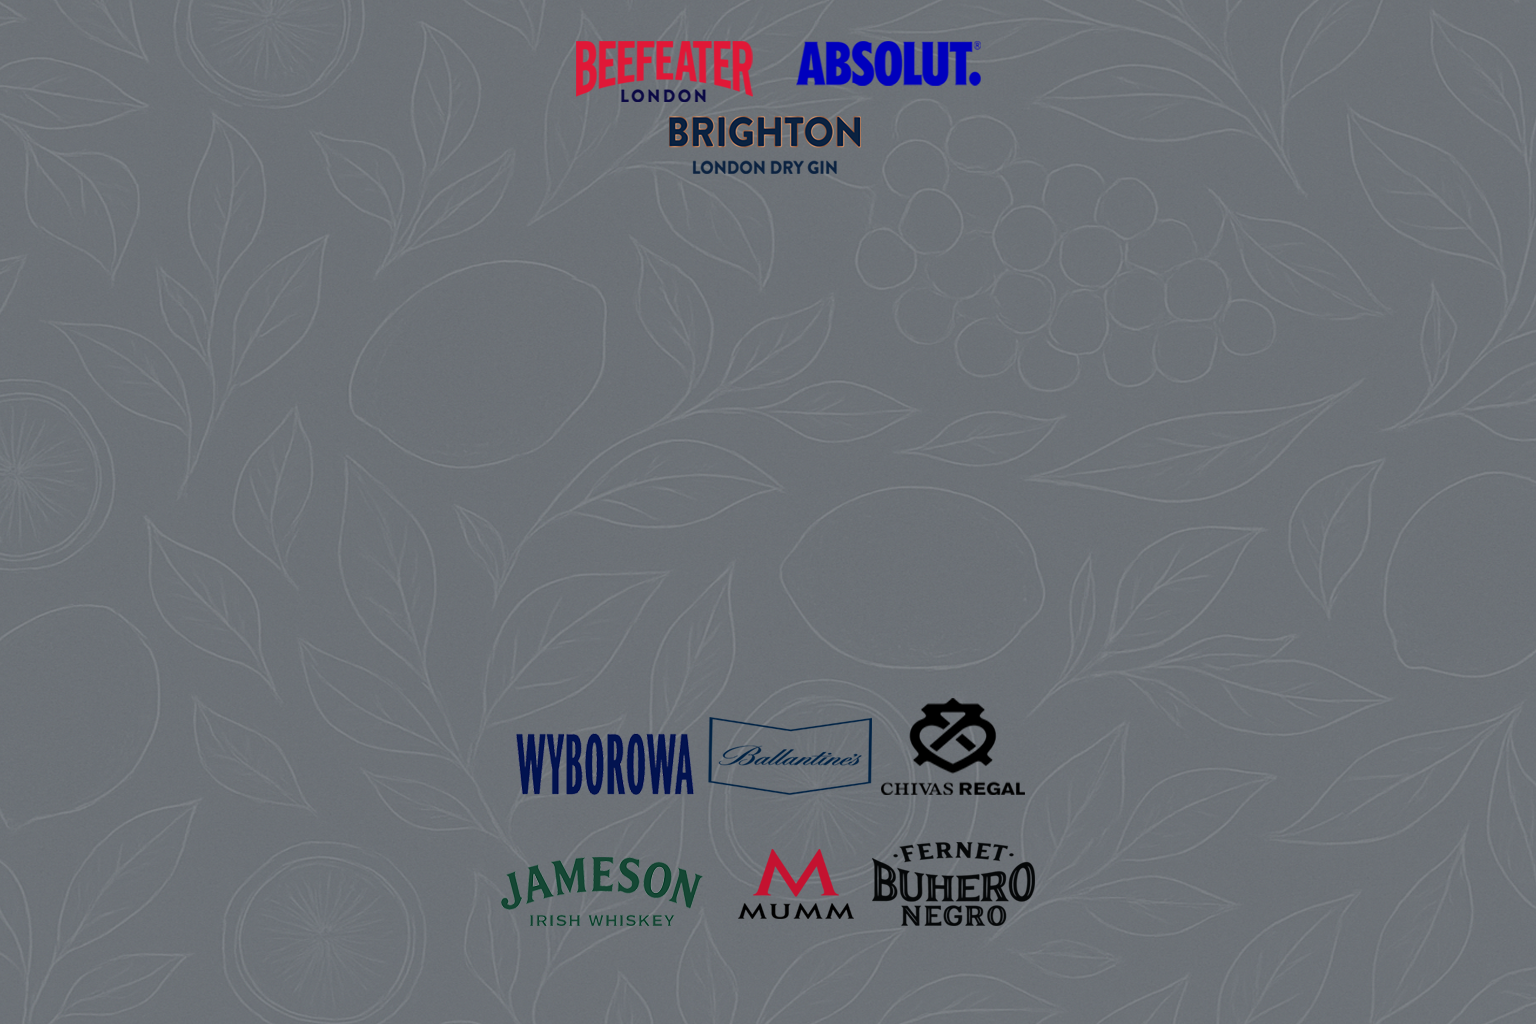 BEEFEATER
LONDON
ABSOLUT.®
BRIGHTON
LONDON DRY GIN
WYBOROWA
Ballantine's
CHIVAS REGAL
JAMESON
IRISH WHISKEY
MUMM
·FERNET·
BUHERO
NEGRO